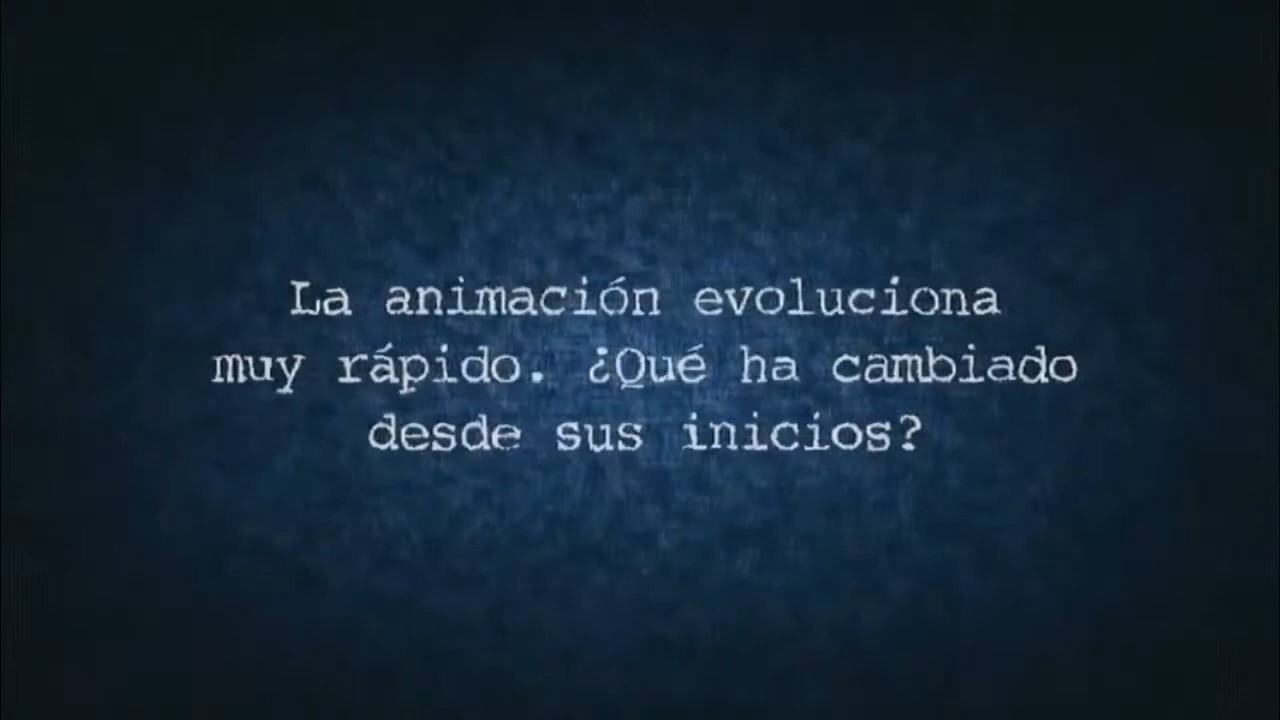 La animación evoluciona
muy rápido. ¿Qué ha cambiado
desde sus inicios?